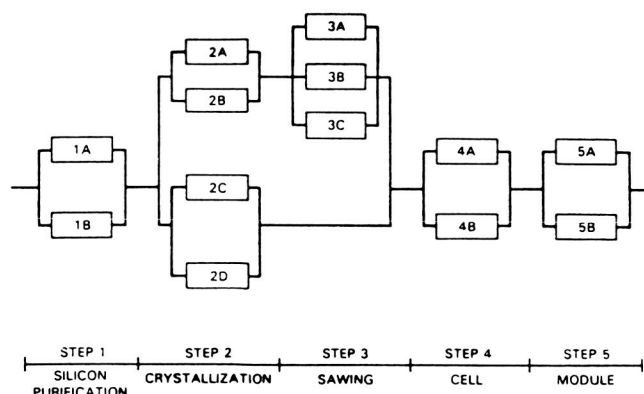 3A
2A
3B
2B
3C
1A
4A
5A
2C
1B
4B
5B
2D
STEP 1
STEP 2
STEP 3
STEP 4
STEP 5
SILICON
PURIFICATION
CRYSTALLIZATION
SAWING
CELL
MODULE